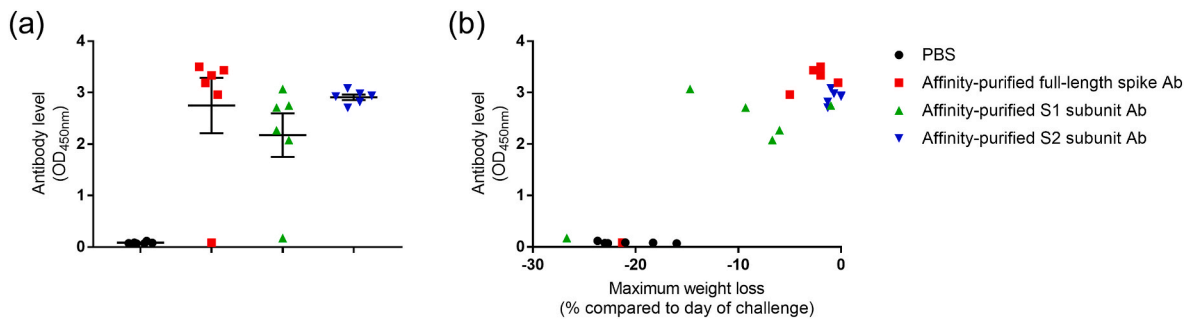 (a)
4
3
2
1
0
Antibody level
(OD450nm)
(b)
4
3
2
1
0
Antibody level
(OD450nm)
-30
-20
-10
0
Maximum weight loss
(% compared to day of challenge)
PBS
Affinity-purified full-length spike Ab
Affinity-purified S1 subunit Ab
Affinity-purified S2 subunit Ab